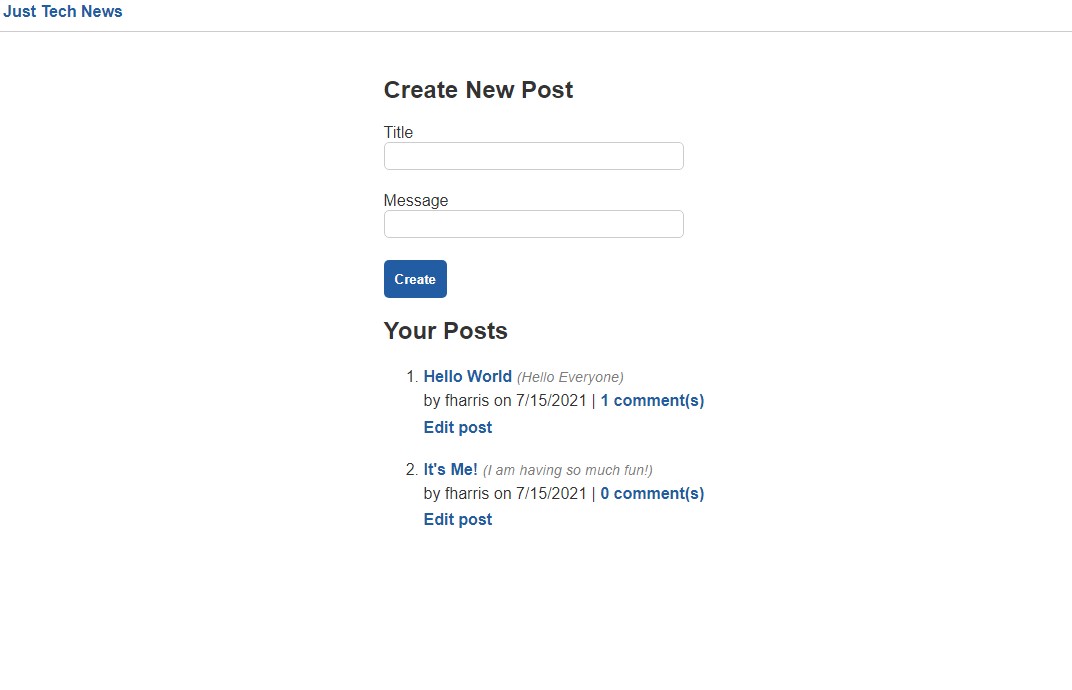 Just Tech News
Create New Post
Title
Message
Create
Your Posts
1. Hello World (Hello Everyone)
by fharris on 7/15/2021 | 1 comment(s)
Edit post
2. It's Me! (I am having so much fun!)
by fharris on 7/15/2021 | 0 comment(s)
Edit post